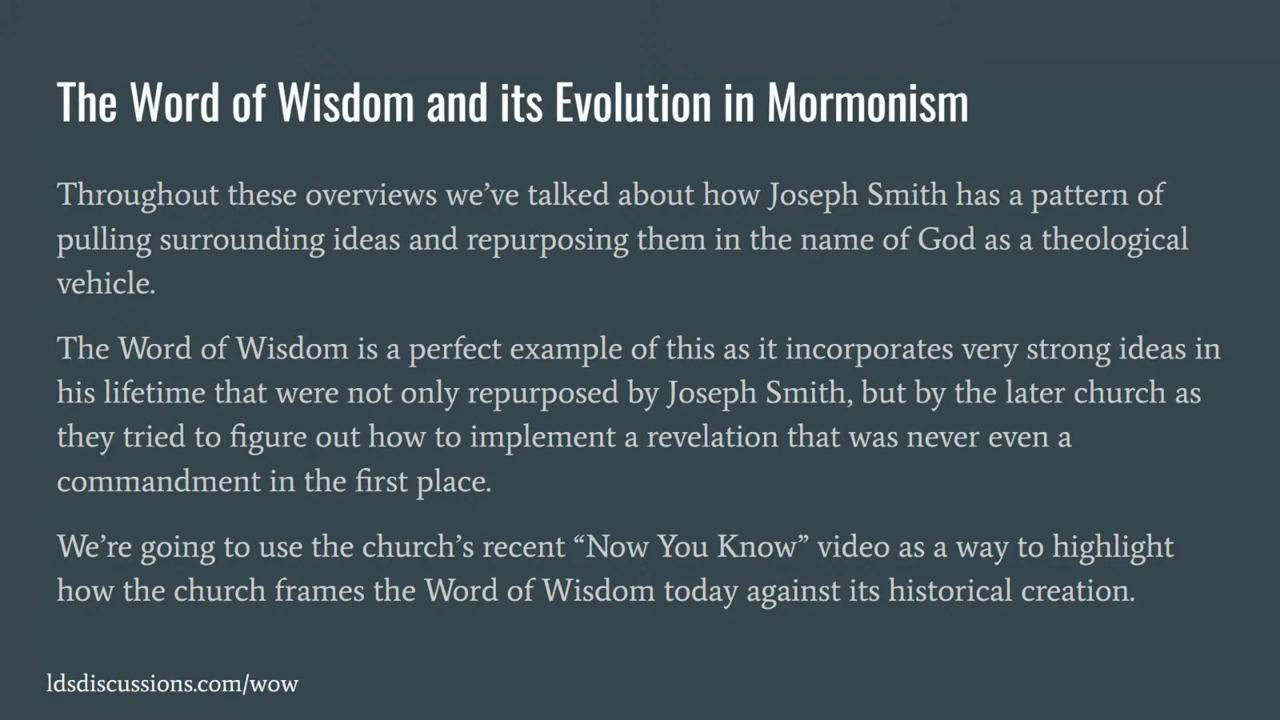 The Word of Wisdom and its Evolution in Mormonism
Throughout these overviews we’ve talked about how Joseph Smith has a pattern of
pulling surrounding ideas and repurposing them in the name of God as a theological
vehicle.
The Word of Wisdom is a perfect example of this as it incorporates very strong ideas in
his lifetime that were not only repurposed by Joseph Smith, but by the later church as
they tried to figure out how to implement a revelation that was never even a
commandment in the first place.
We’re going to use the church’s recent “Now You Know” video as a way to highlight
how the church frames the Word of Wisdom today against its historical creation.
ldsdiscussions.com/wow